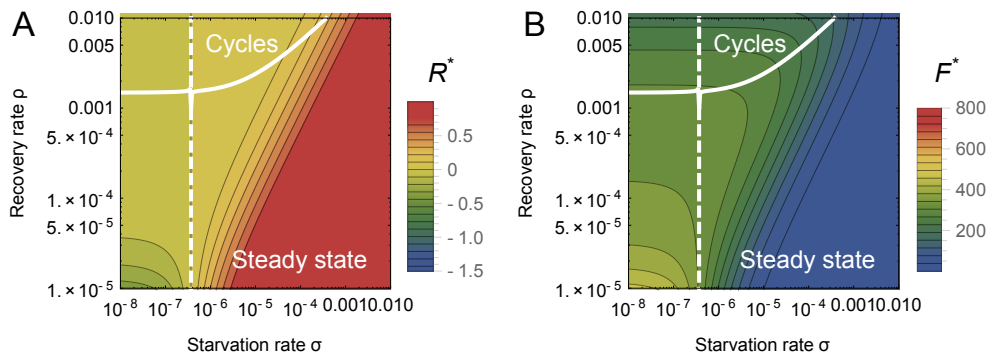 A
Recovery rate ρ
0.010
0.005
0.001
5. × 10⁻⁴
1. × 10⁻⁴
5. × 10⁻⁵
1. × 10⁻⁵
Cycles
Steady state
10⁻⁸ 10⁻⁷ 10⁻⁶ 10⁻⁵ 10⁻⁴ 0.001 0.010
Starvation rate σ
R*
0.5
0
- 0.5
- 1.0
- 1.5
B
Recovery rate ρ
0.010
0.005
0.001
5. × 10⁻⁴
1. × 10⁻⁴
5. × 10⁻⁵
1. × 10⁻⁵
Cycles
Steady state
10⁻⁸ 10⁻⁷ 10⁻⁶ 10⁻⁵ 10⁻⁴ 0.001 0.010
Starvation rate σ
F*
800
600
400
200